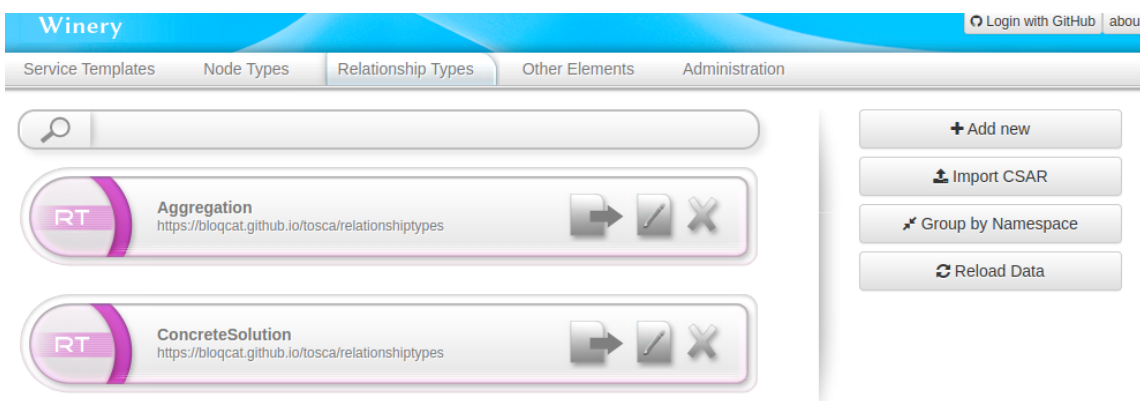 Winery
Login with GitHub
Service Templates Node Types Relationship Types Other Elements Administration
RT
Aggregation
https://bloqcat.github.io/tosca/relationshiptypes
RT
ConcreteSolution
https://bloqcat.github.io/tosca/relationshiptypes
Add new
Import CSAR
Group by Namespace
Reload Data